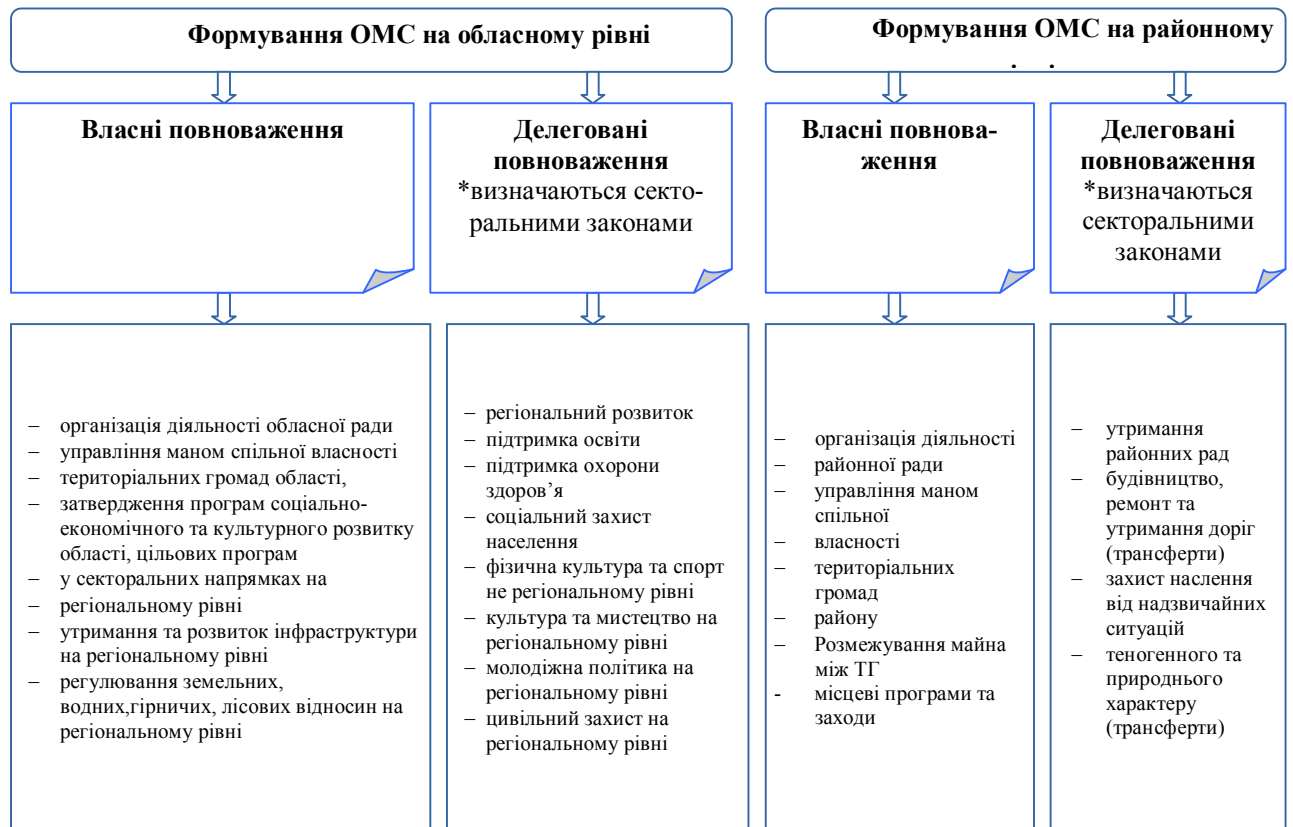 Формування ОМС на обласному рівні
Власні повноваження
Делеговані
повноваження
*визначаються секто-
ральними законами
– організація діяльності обласної ради
– управління маном спільної власності
– територіальних громад області,
– затвердження програм соціально-
економічного та культурного розвитку
області, цільових програм
– у секторальних напрямках на
– регіональному рівні
– утримання та розвиток інфраструктури
на регіональному рівні
– регулювання земельних,
водних,гірничих, лісових відносин на
регіональному рівні
– регіональний розвиток
– підтримка освіти
– підтримка охорони
здоров’я
– соціальний захист
населення
– фізична культура та спорт
не регіональному рівні
– культура та мистецтво на
регіональному рівні
– молодіжна політика на
регіональному рівні
– цивільний захист на
регіональному рівні
Формування ОМС на районному
Власні повнова-
ження
Делеговані
повноваження
*визначаються
секторальними
законами
– організація діяльності
– районної ради
– управління маном
спільної
– власності
– територіальних
громад
– району
– Розмежування майна
між ТГ
- місцеві програми та
заходи
– утримання
районних рад
– будівництво,
ремонт та
утримання доріг
(трансферти)
– захист наслення
від надзвичайних
ситуацій
– теногенного та
природнього
характеру
(трансферти)